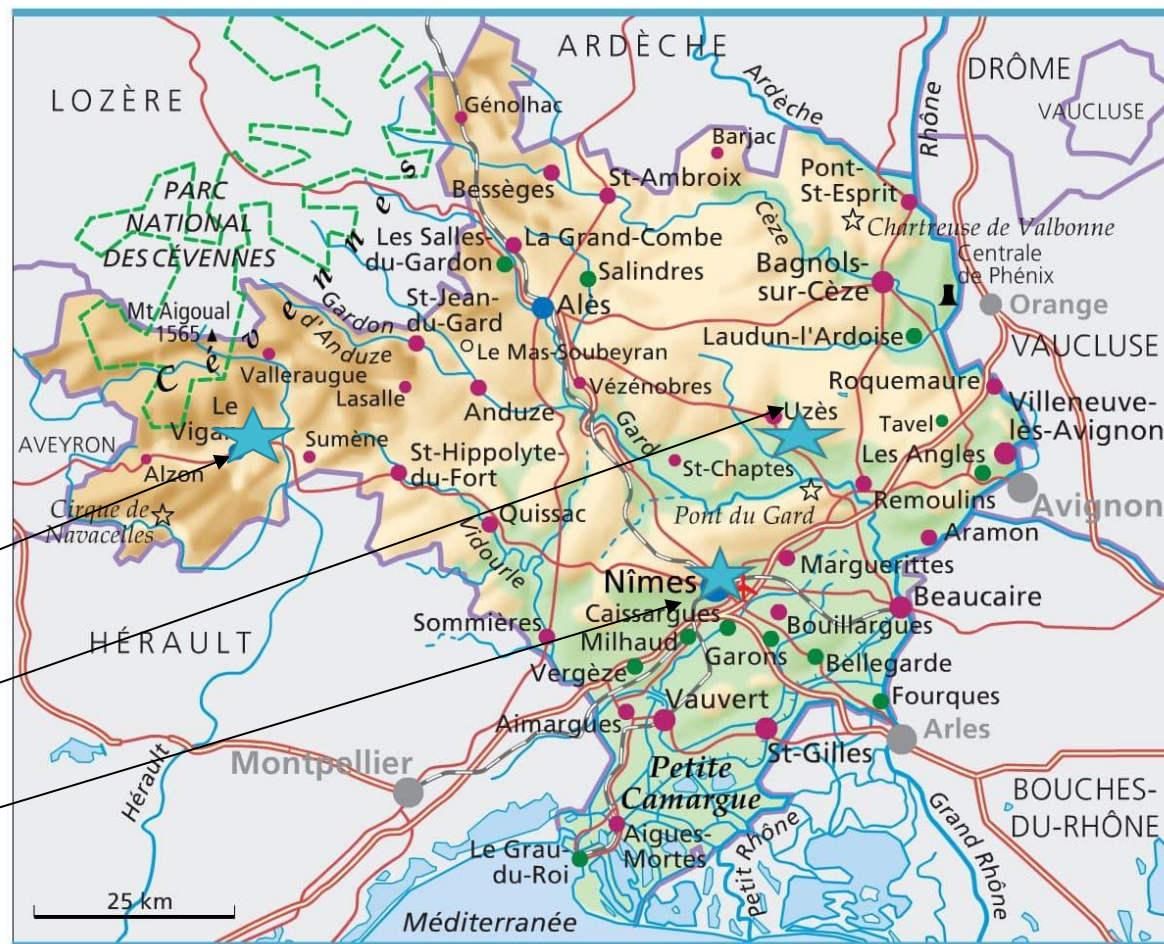 ARDÈCHE
DRÔME
LOZÈRE
Ardèche
Rhône
VAUCLUSE
Génolhac
Barjac
PARC
NATIONAL
DES CÉVENNES
Bessèges
St-Ambroix
Pont-
St-Esprit
Cèze
Chartreuse de Valbonne
Cévennes
Les Salles-
du-Gardon
La Grand-Combe
Salindres
Bagnols-
sur-Cèze
Centrale
de Phénix
Orange
Mt Aigoual
1565
Gardon
d'Anduze
St-Jean-
du-Gard
Alès
Le Mas-Soubeyran
Laudun-l'Ardoise
VAUCLUSE
Valleraugue
Lasalle
Anduze
Vézénobres
Roquemaure
Villeneuve-
lès-Avignon
Le
Uzès
Tavel
AVEYRON
Alzon
Sumène
St-Hippolyte-
du-Fort
Gard
St-Chaptes
Les Angles
Avignon
Cirque de
Navacelles
Quissac
Vidourle
Pont du Gard
Remoulins
Aramon
Nîmes
Marguerittes
HÉRAULT
Sommières
Caissargues
Milhaud
Bouillargues
Beaucaire
Vergèze
Garons
Bellegarde
Vauvert
Fourques
Aimargues
Arles
Montpellier
St-Gilles
Hérault
Petite
Camargue
BOUCHES-
DU-RHÔNE
Aigues-
Mortes
Le Grau-
du-Roi
Petit Rhône
Grand Rhône
25 km
Méditerranée